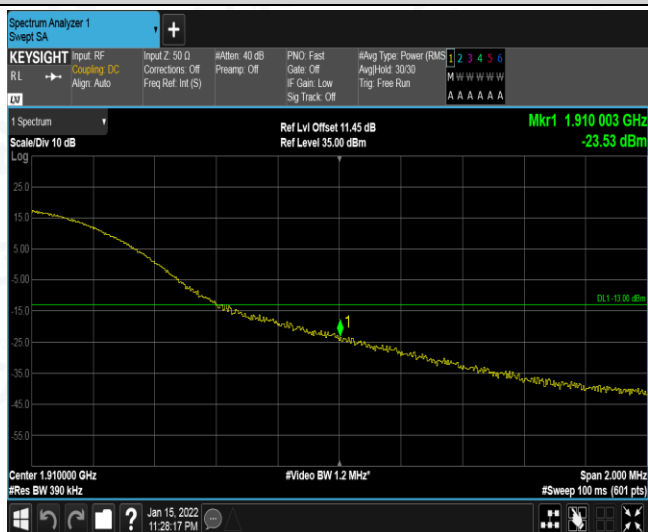 Spectrum Analyzer 1
Swept SA
+
KEYSIGHT Input: RF Input Z: 50 Ω #Atten: 40 dB PNO: Fast #Avg Type: Power (RMS 1 2 3 4 5 6
RL Coupling: DC Corrections: Off Preamp: Off Gate: Off Avg|Hold: 30/30 M W W W W W
Align: Auto Freq Ref: Int (S) IF Gain: Low Trig: Free Run
LXI Sig Track: Off A A A A A A
1 Spectrum Ref Lvl Offset 11.45 dB Mkr1 1.910 003 GHz
Scale/Div 10 dB Ref Level 35.00 dBm -23.53 dBm
Log
25.0
15.0
5.00
-5.00
DL1 -13.00 dBm
-15.0
1
-25.0
-35.0
-45.0
-55.0
Center 1.910000 GHz #Video BW 1.2 MHz* Span 2.000 MHz
#Res BW 390 kHz #Sweep 100 ms (601 pts)
? Jan 15, 2022
11:28:17 PM